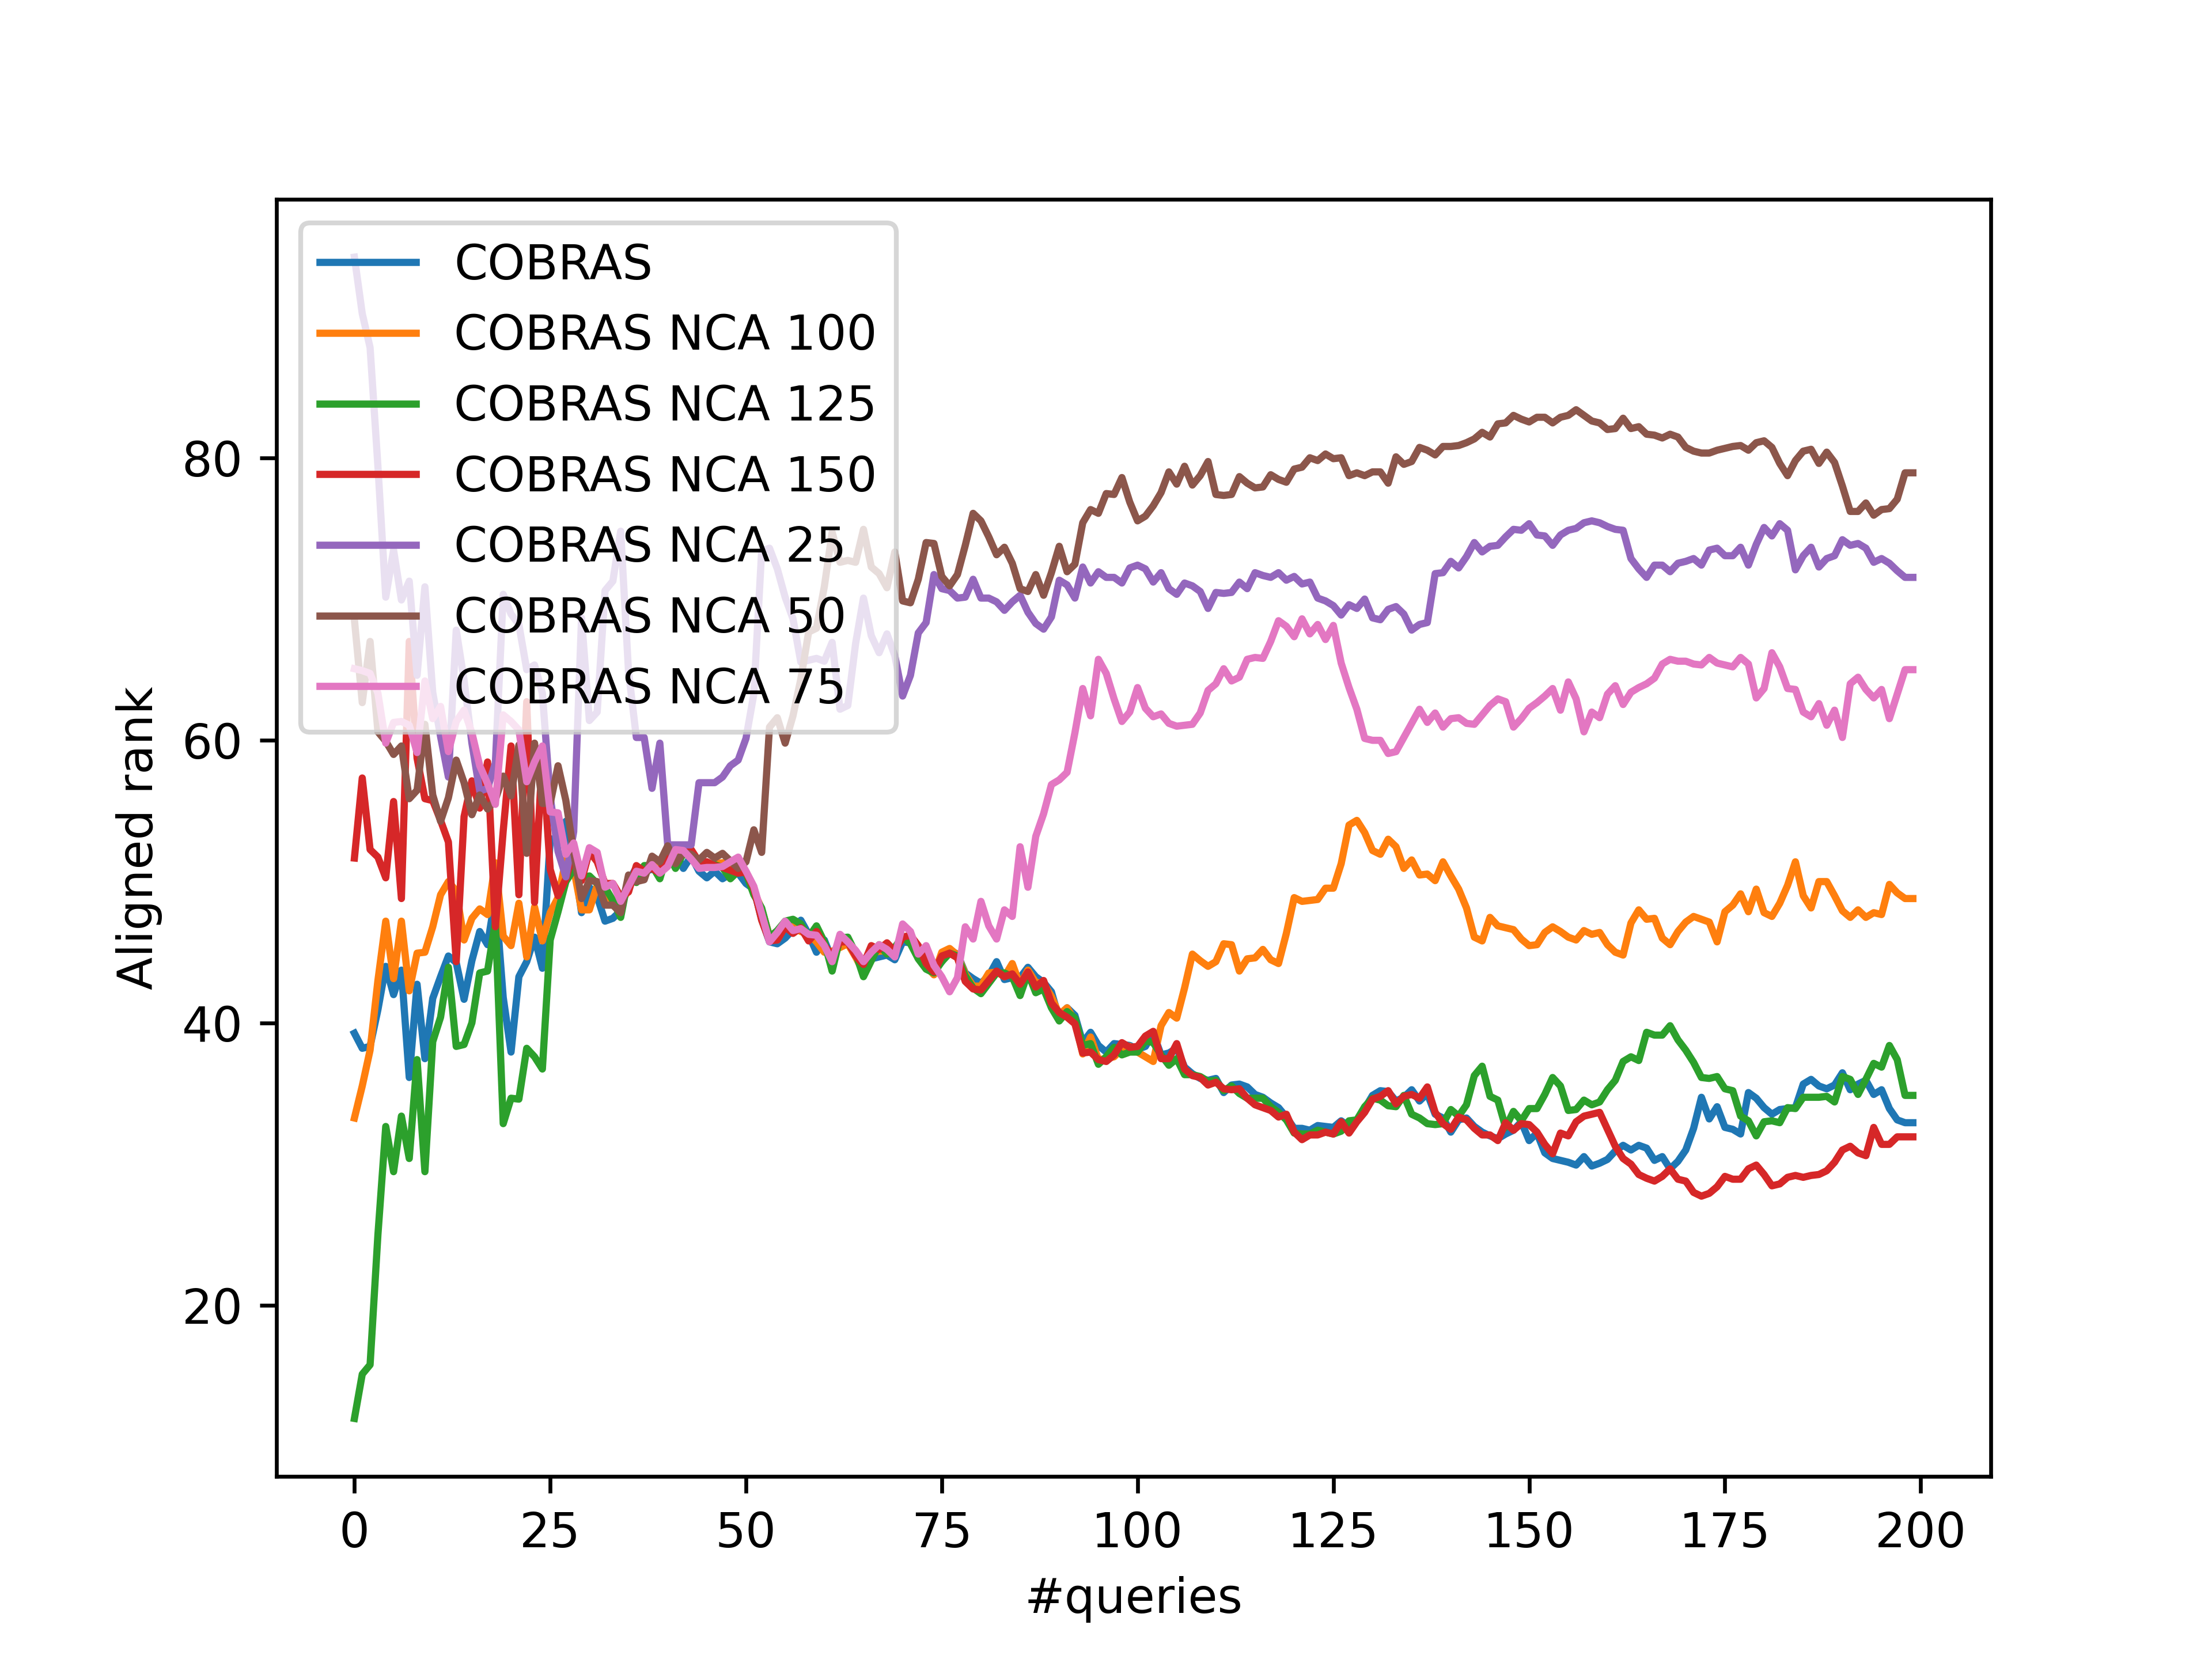 COBRAS
COBRAS NCA 100
COBRAS NCA 125
COBRAS NCA 150
COBRAS NCA 25
COBRAS NCA 50
COBRAS NCA 75
Aligned rank
80
60
40
20
0 25 50 75 100 125 150 175 200
#queries